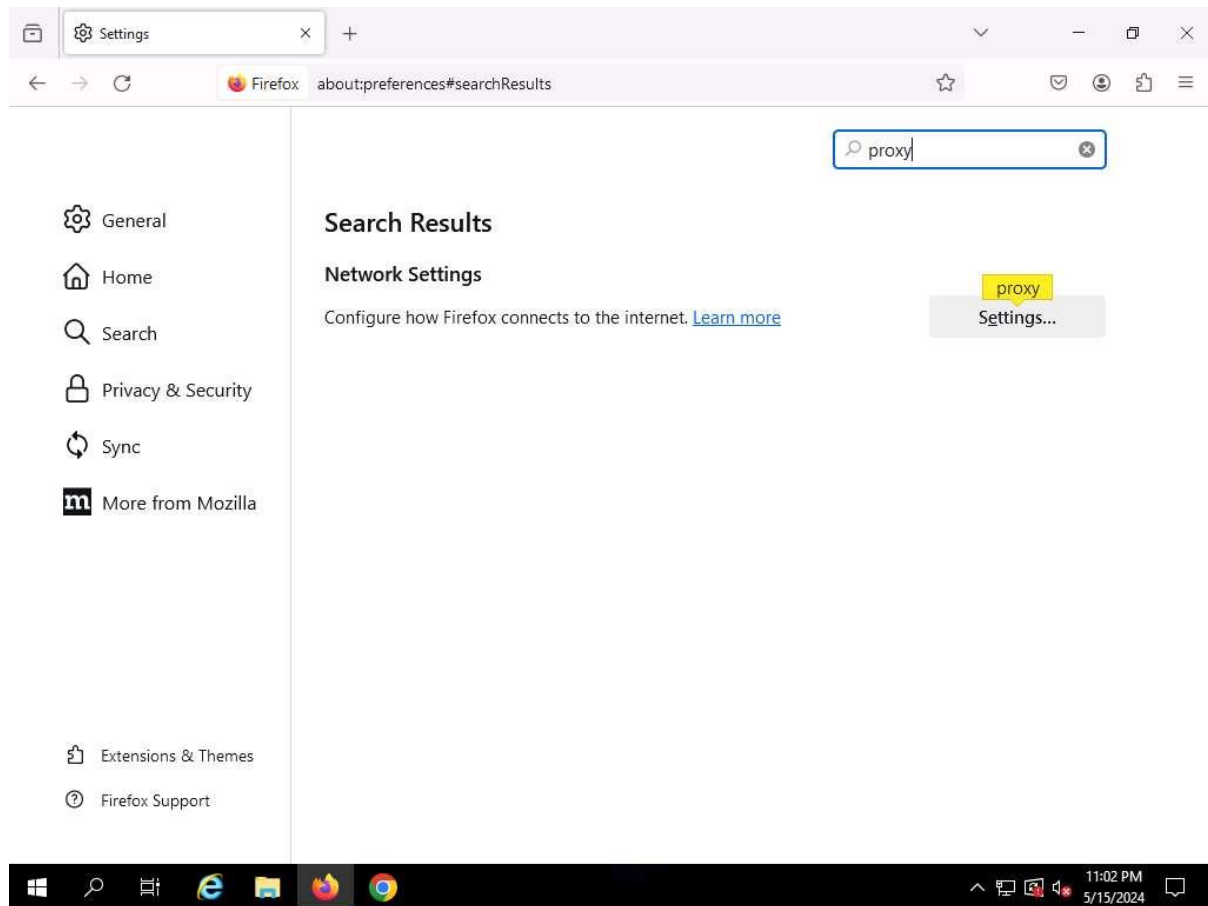 Settings
Firefox about:preferences#searchResults
proxy
General
Home
Search
Privacy & Security
Sync
m More from Mozilla
Extensions & Themes
Firefox Support
Search Results
Network Settings
Configure how Firefox connects to the internet. Learn more
proxy
Settings...
11:02 PM
5/15/2024